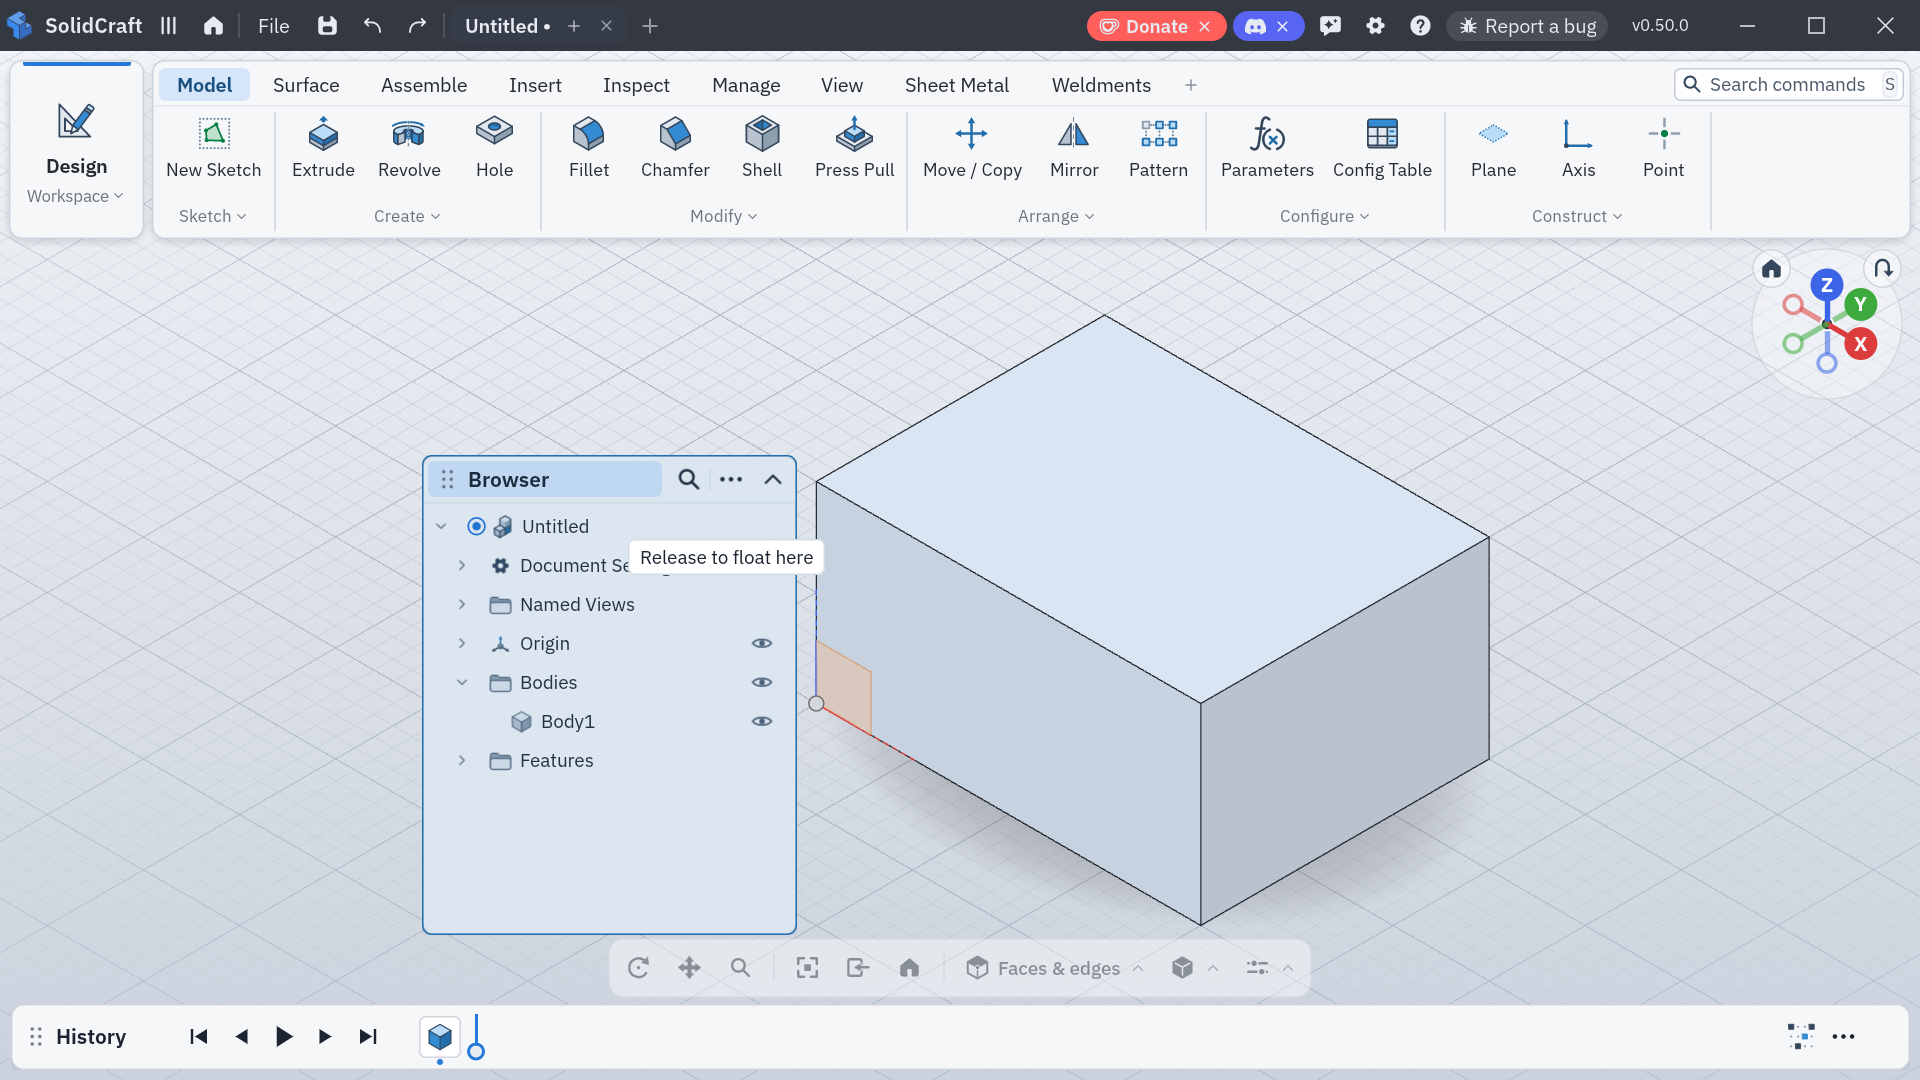 SolidCraft
File
Untitled •
Donate
Report a bug
v0.50.0
Design
Workspace
Model
Surface
Assemble
Insert
Inspect
Manage
View
Sheet Metal
Weldments
Search commands
S
New Sketch
Extrude
Revolve
Hole
Fillet
Chamfer
Shell
Press Pull
Move / Copy
Mirror
Pattern
Parameters
Config Table
Plane
Axis
Point
Sketch
Create
Modify
Arrange
Configure
Construct
Z
Y
X
Browser
Untitled
Release to float here
Document Se
Named Views
Origin
Bodies
Body1
Features
Faces & edges
History